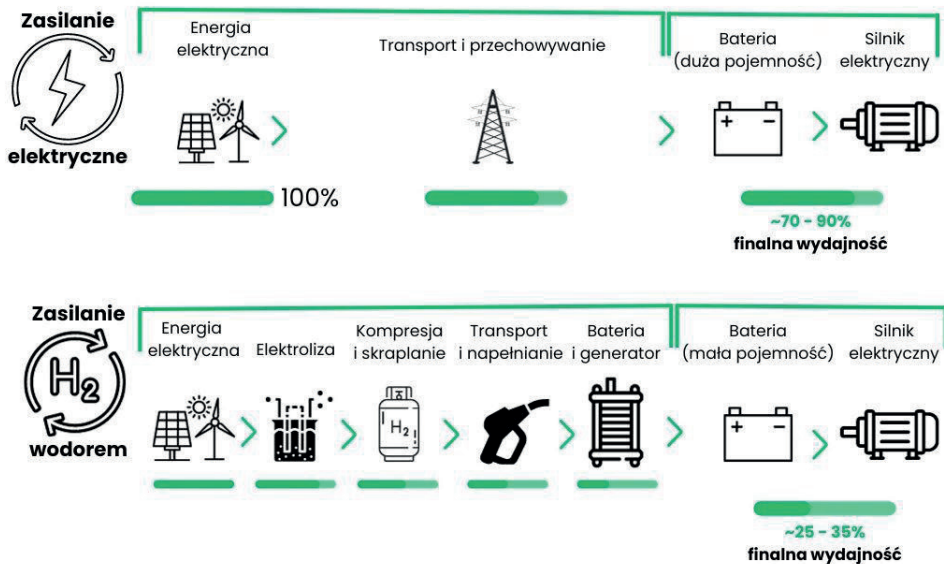 Zasilanie
elektryczne
Energia
elektryczna
Transport i przechowywanie
Bateria
(duża pojemność)
Silnik
elektryczny
+ −
100%
~70 - 90%
finalna wydajność
Zasilanie
H₂
wodorem
Energia
elektryczna
Elektroliza
Kompresja
i skraplanie
Transport
i napełnianie
Bateria
i generator
Bateria
(mała pojemność)
Silnik
elektryczny
H₂
+ −
~25 - 35%
finalna wydajność